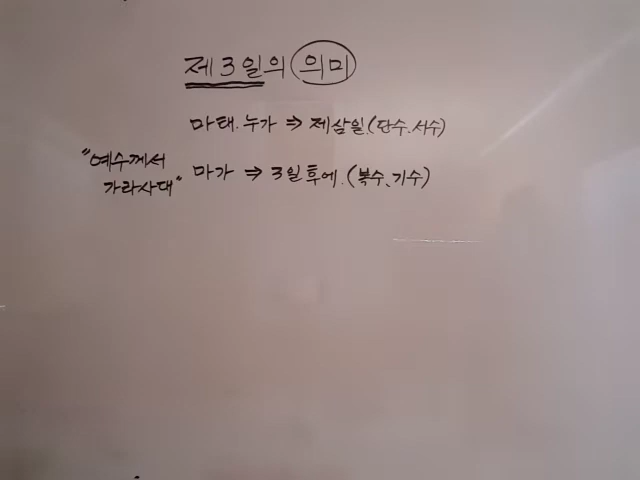 제3일의 의미
마태.누가 ⇒ 제삼일.(단수.서수)
"예수께서
가라사대"
마가 ⇒ 3일후에.(복수.기수)